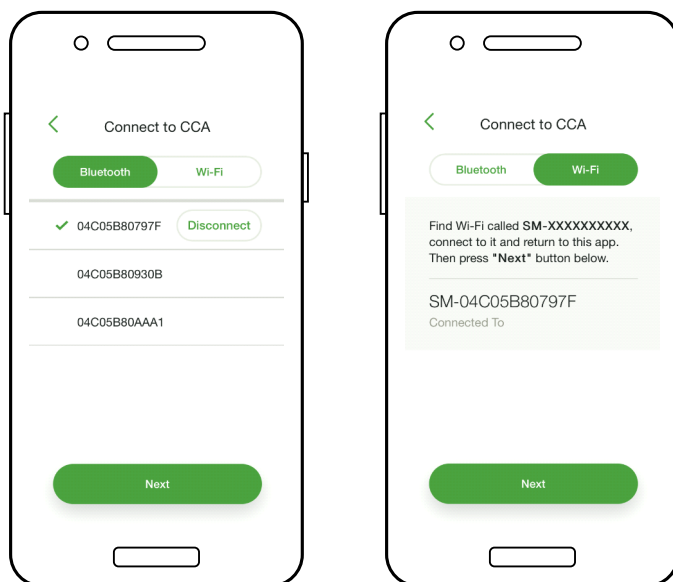 Connect to CCA
Bluetooth
Wi-Fi
04C05B80797F
Disconnect
04C05B80930B
04C05B80AAA1
Next
Connect to CCA
Bluetooth
Wi-Fi
Find Wi-Fi called SM-XXXXXXXXXX,
connect to it and return to this app.
Then press "Next" button below.
SM-04C05B80797F
Connected To
Next